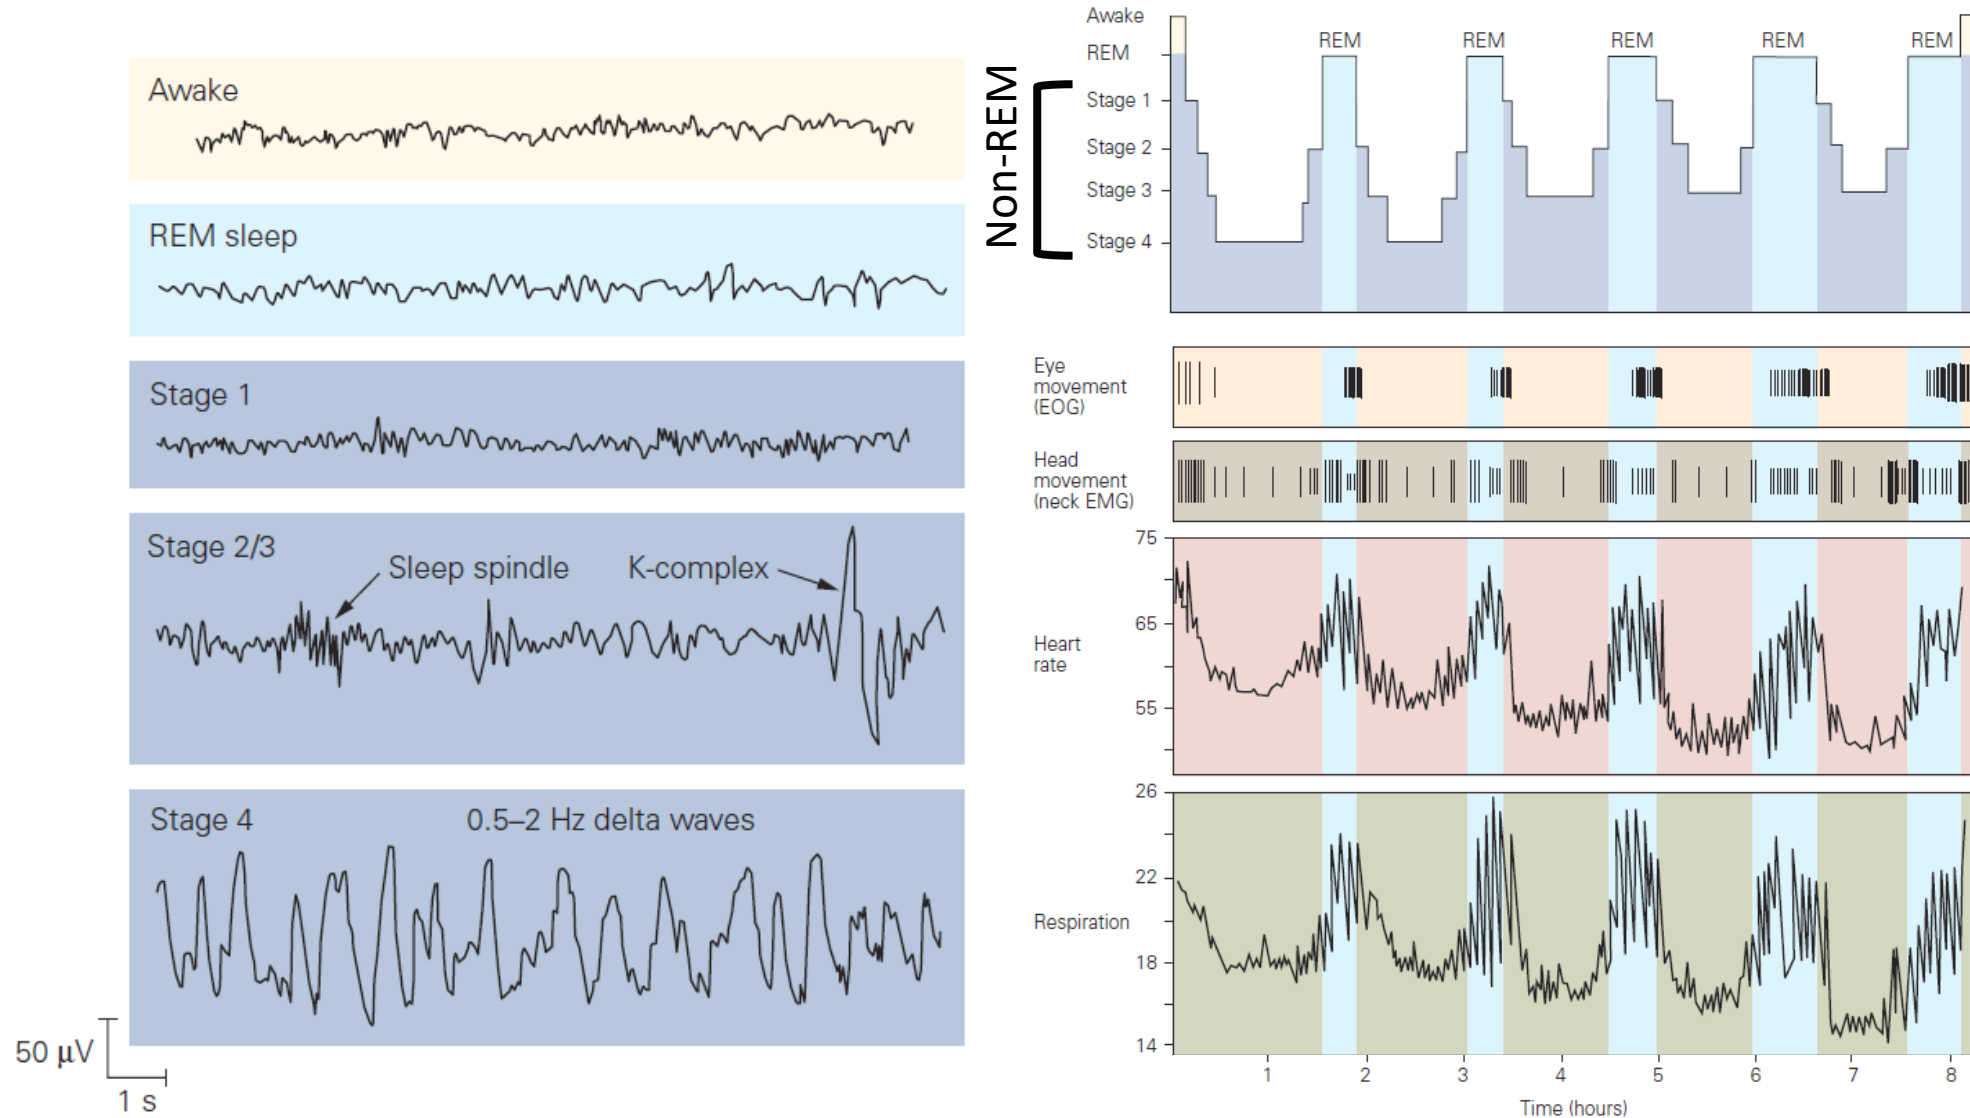 Awake
REM sleep
Stage 1
Stage 2/3
Sleep spindle
K-complex
Stage 4
0.5–2 Hz delta waves
50 μV
1 s
Non-REM
Awake
REM
Stage 1
Stage 2
Stage 3
Stage 4
REM
REM
REM
REM
REM
Eye
movement
(EOG)
Head
movement
(neck EMG)
75
65
55
Heart
rate
26
22
18
14
Respiration
1
2
3
4
5
6
7
8
Time (hours)